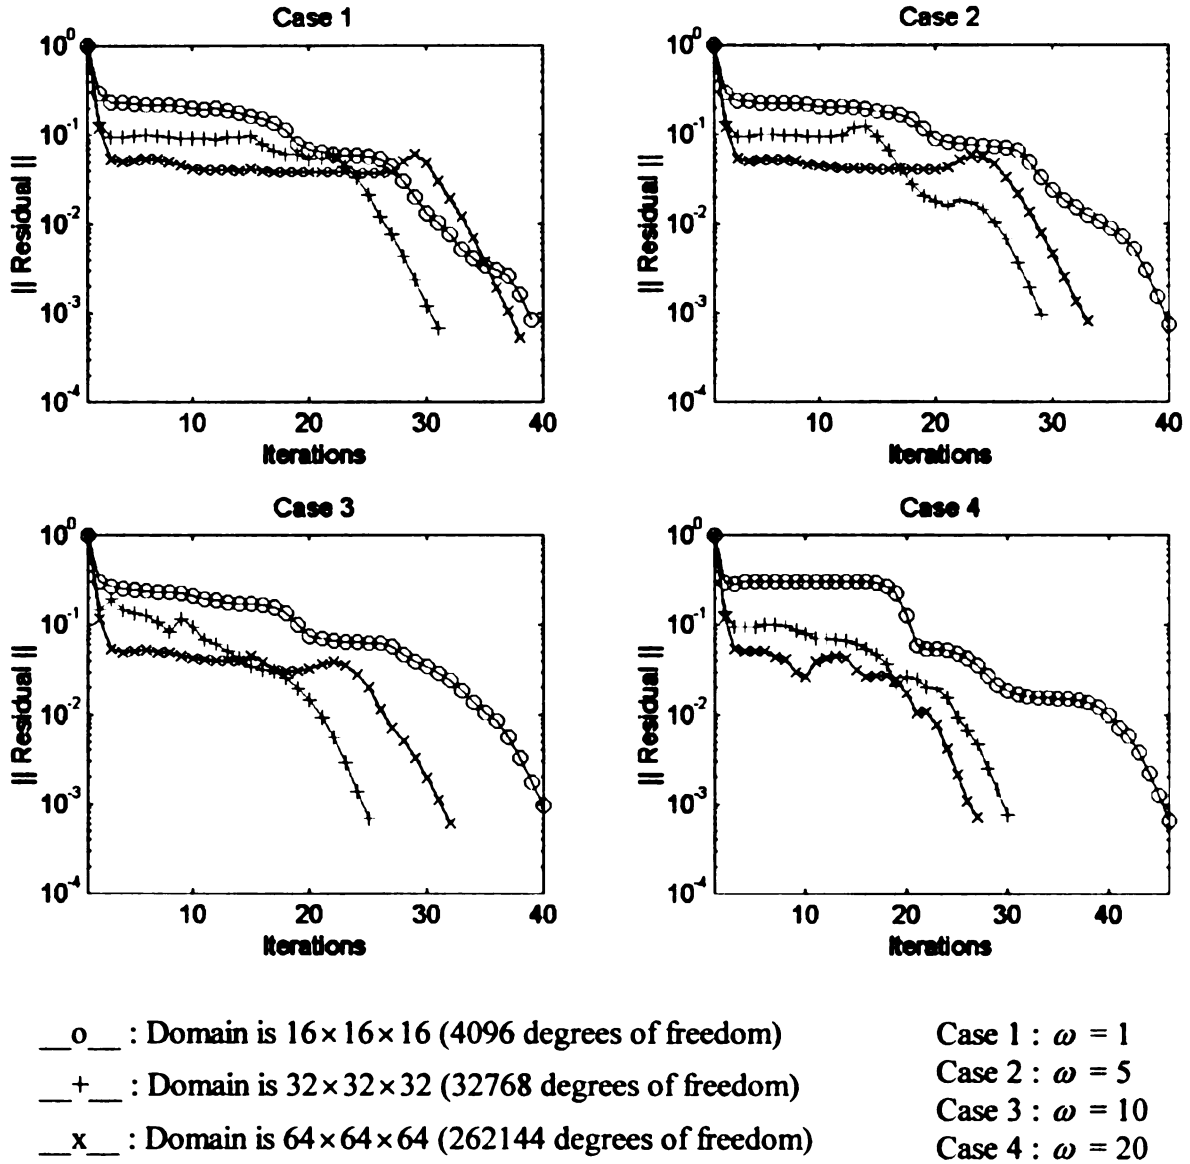 Case 1
Case 2
10^0
10^-1
10^-2
10^-3
10^-4
|| Residual ||
10 20 30 40
Iterations
10^0
10^-1
10^-2
10^-3
10^-4
|| Residual ||
10 20 30 40
Iterations
Case 3
Case 4
10^0
10^-1
10^-2
10^-3
10^-4
|| Residual ||
10 20 30 40
Iterations
10^0
10^-1
10^-2
10^-3
10^-4
|| Residual ||
10 20 30 40
Iterations
__o__ : Domain is 16×16×16 (4096 degrees of freedom)
__+__ : Domain is 32×32×32 (32768 degrees of freedom)
__x__ : Domain is 64×64×64 (262144 degrees of freedom)
Case 1 : ω = 1
Case 2 : ω = 5
Case 3 : ω = 10
Case 4 : ω = 20